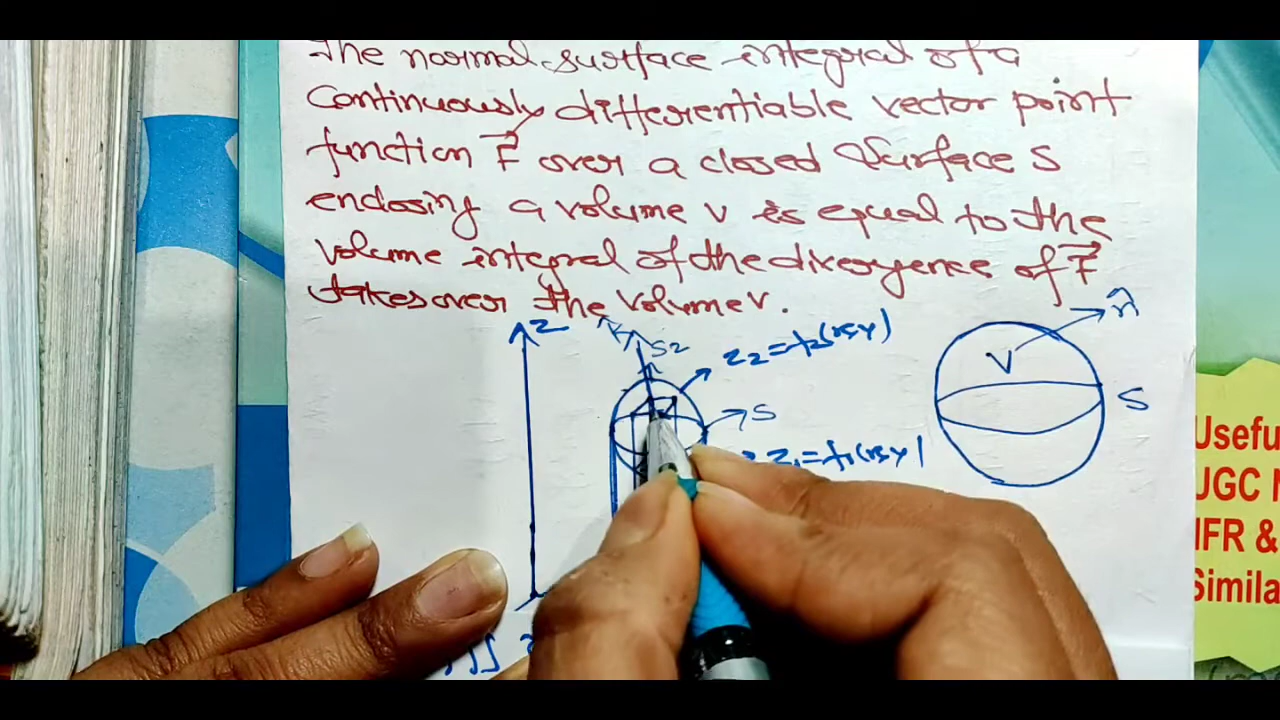 The normal surface integral of a
continuously differentiable vector point
function F⃗ over a closed Surface S
enclosing a volume v is equal to the
volume integral of the divergence of F⃗
takes over the volume v.
Z
K
S2
z₂ = f₂(x,y)
n̂
V
S
S
z₁ = f₁(x,y)
∫∫∫
Usefu
UGC N
IFR &
Simila